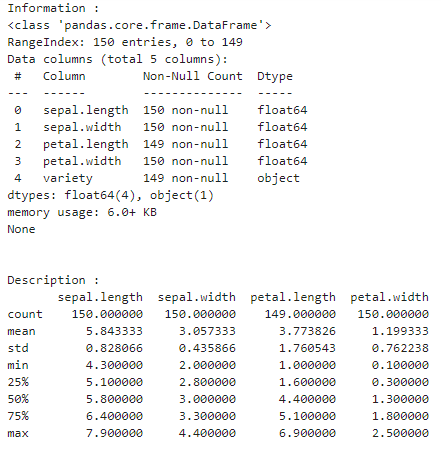 Information :
<class 'pandas.core.frame.DataFrame'>
RangeIndex: 150 entries, 0 to 149
Data columns (total 5 columns):
 #   Column        Non-Null Count  Dtype
---  ------        --------------  -----
 0   sepal.length  150 non-null    float64
 1   sepal.width   150 non-null    float64
 2   petal.length  149 non-null    float64
 3   petal.width   150 non-null    float64
 4   variety       149 non-null    object
dtypes: float64(4), object(1)
memory usage: 6.0+ KB
None
Description :
       sepal.length  sepal.width  petal.length  petal.width
count    150.000000   150.000000    149.000000   150.000000
mean       5.843333     3.057333      3.773826     1.199333
std        0.828066     0.435866      1.760543     0.762238
min        4.300000     2.000000      1.000000     0.100000
25%        5.100000     2.800000      1.600000     0.300000
50%        5.800000     3.000000      4.400000     1.300000
75%        6.400000     3.300000      5.100000     1.800000
max        7.900000     4.400000      6.900000     2.500000